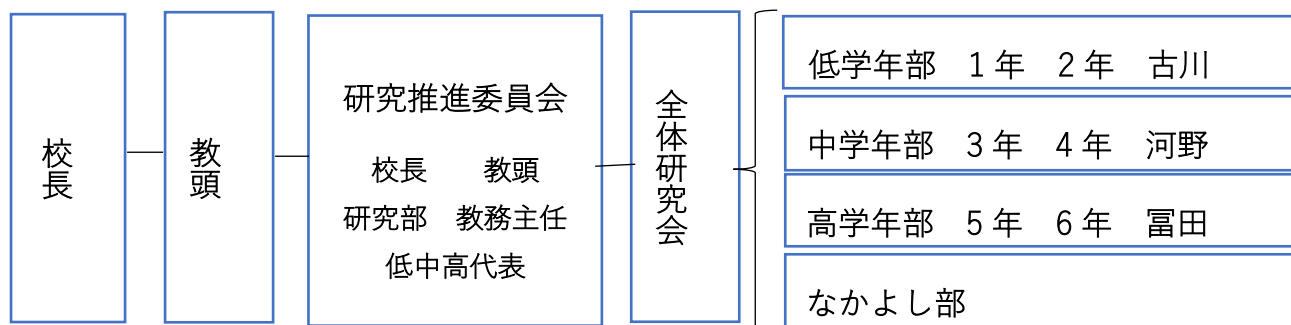 校長
教頭
研究推進委員会
校長　教頭
研究部　教務主任
低中高代表
全体研究会
低学年部　1年　2年　古川
中学年部　3年　4年　河野
高学年部　5年　6年　冨田
なかよし部